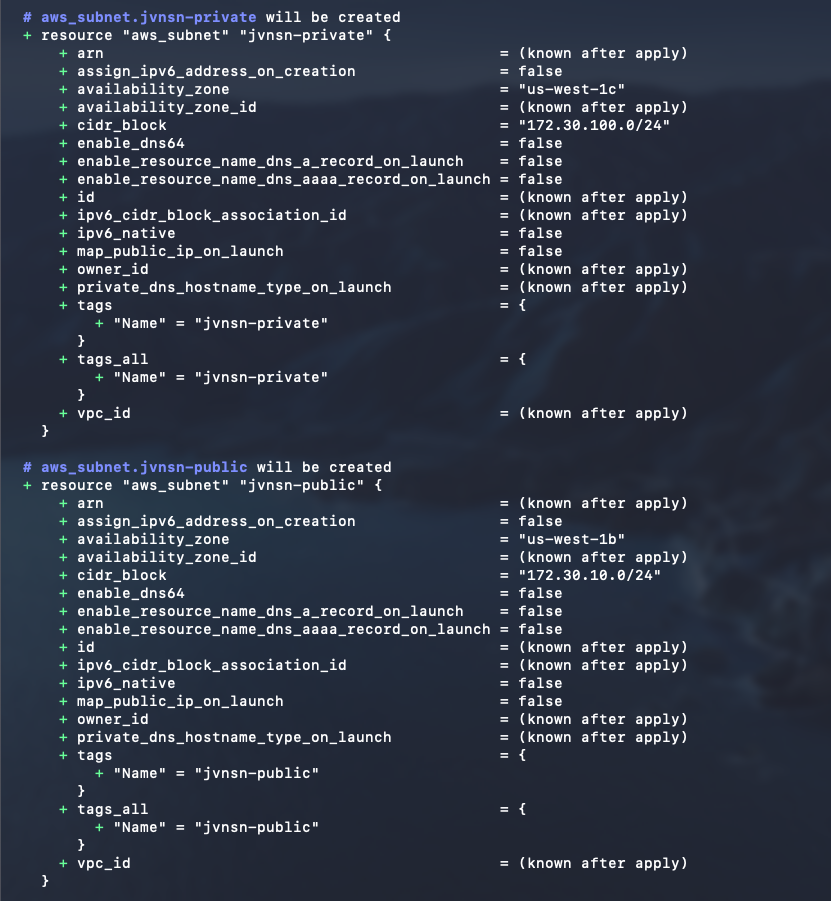 # aws_subnet.jvnsn-private will be created
+ resource "aws_subnet" "jvnsn-private" {
+ arn = (known after apply)
+ assign_ipv6_address_on_creation = false
+ availability_zone = "us-west-1c"
+ availability_zone_id = (known after apply)
+ cidr_block = "172.30.100.0/24"
+ enable_dns64 = false
+ enable_resource_name_dns_a_record_on_launch = false
+ enable_resource_name_dns_aaaa_record_on_launch = false
+ id = (known after apply)
+ ipv6_cidr_block_association_id = (known after apply)
+ ipv6_native = false
+ map_public_ip_on_launch = false
+ owner_id = (known after apply)
+ private_dns_hostname_type_on_launch = (known after apply)
+ tags = {
+ "Name" = "jvnsn-private"
}
+ tags_all = {
+ "Name" = "jvnsn-private"
}
+ vpc_id = (known after apply)
}
# aws_subnet.jvnsn-public will be created
+ resource "aws_subnet" "jvnsn-public" {
+ arn = (known after apply)
+ assign_ipv6_address_on_creation = false
+ availability_zone = "us-west-1b"
+ availability_zone_id = (known after apply)
+ cidr_block = "172.30.10.0/24"
+ enable_dns64 = false
+ enable_resource_name_dns_a_record_on_launch = false
+ enable_resource_name_dns_aaaa_record_on_launch = false
+ id = (known after apply)
+ ipv6_cidr_block_association_id = (known after apply)
+ ipv6_native = false
+ map_public_ip_on_launch = false
+ owner_id = (known after apply)
+ private_dns_hostname_type_on_launch = (known after apply)
+ tags = {
+ "Name" = "jvnsn-public"
}
+ tags_all = {
+ "Name" = "jvnsn-public"
}
+ vpc_id = (known after apply)
}